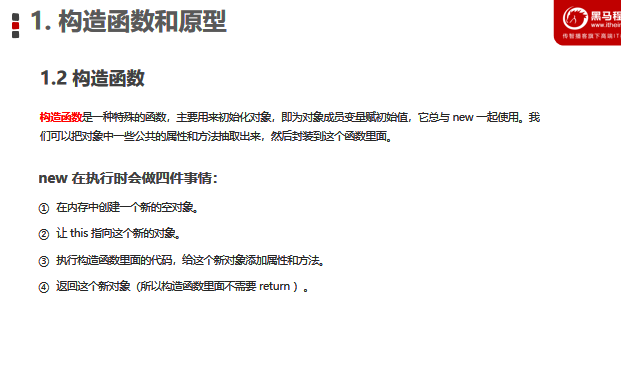 1. 构造函数和原型
黑马程
www.itheim
传智播客旗下高端IT
1.2 构造函数
构造函数是一种特殊的函数，主要用来初始化对象，即为对象成员变量赋初始值，它总与 new 一起使用。我
们可以把对象中一些公共的属性和方法抽取出来，然后封装到这个函数里面。
new 在执行时会做四件事情：
① 在内存中创建一个新的空对象。
② 让 this 指向这个新的对象。
③ 执行构造函数里面的代码，给这个新对象添加属性和方法。
④ 返回这个新对象（所以构造函数里面不需要 return ）。